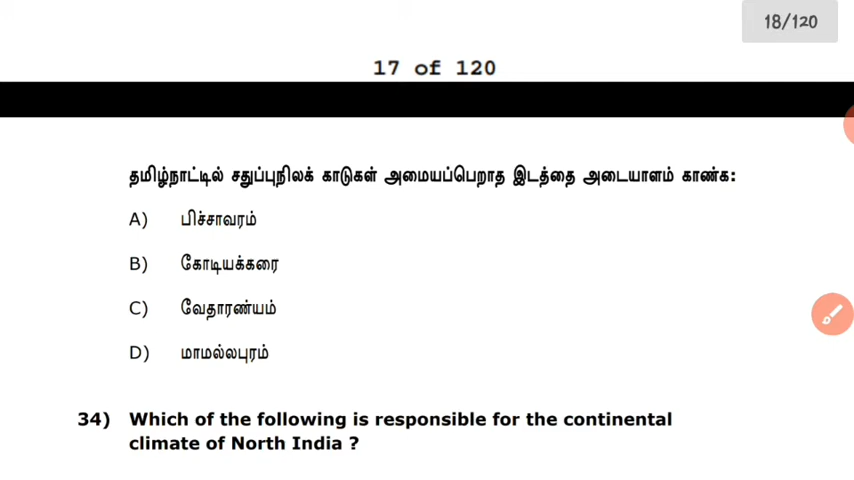 18/120
17 of 120
தமிழ்நாட்டில் சதுப்புநிலக் காடுகள் அமையப்பெறாத இடத்தை அடையாளம் காண்க:
A) பிச்சாவரம்
B) கோடியக்கரை
C) வேதாரண்யம்
D) மாமல்லபுரம்
34) Which of the following is responsible for the continental
climate of North India ?